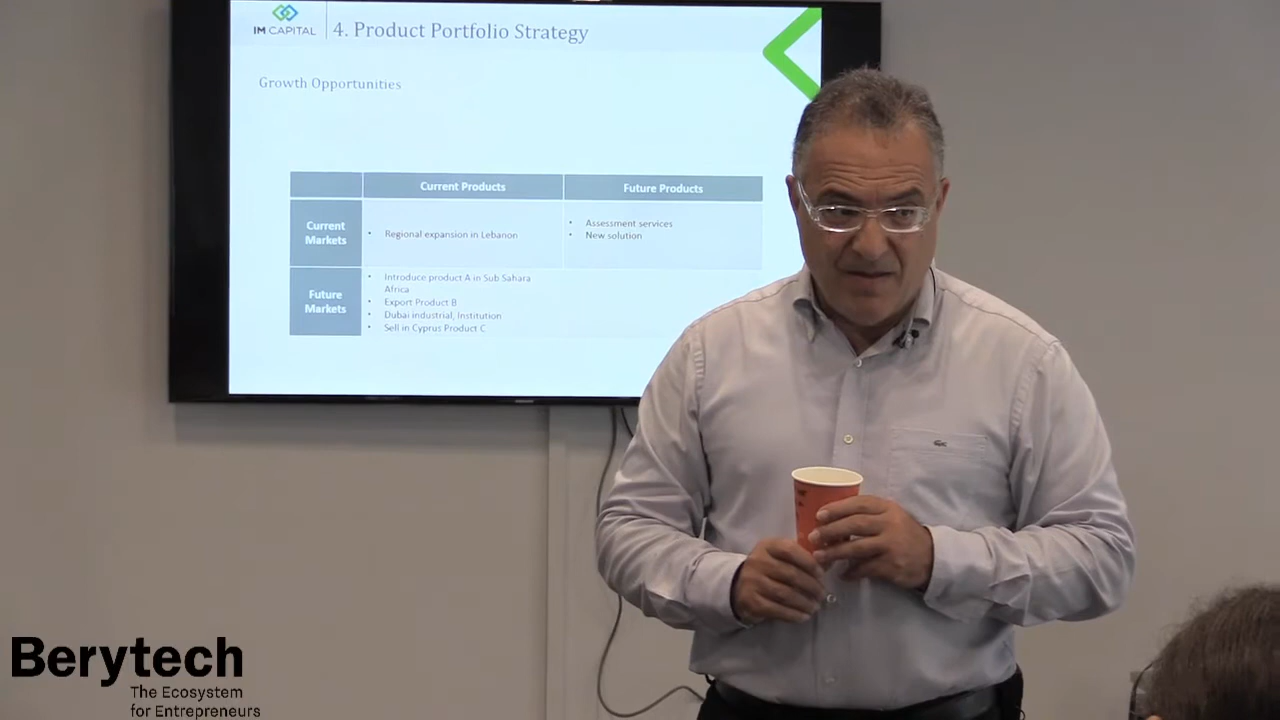 IM CAPITAL
4. Product Portfolio Strategy
Growth Opportunities
Current Products
Future Products
Current
Markets
• Regional expansion in Lebanon
• Assessment services
• New solution
Future
Markets
• Introduce product A in Sub Sahara
Africa
• Export Product B
• Dubai industrial, Institution
• Sell in Cyprus Product C
Berytech
The Ecosystem
for Entrepreneurs